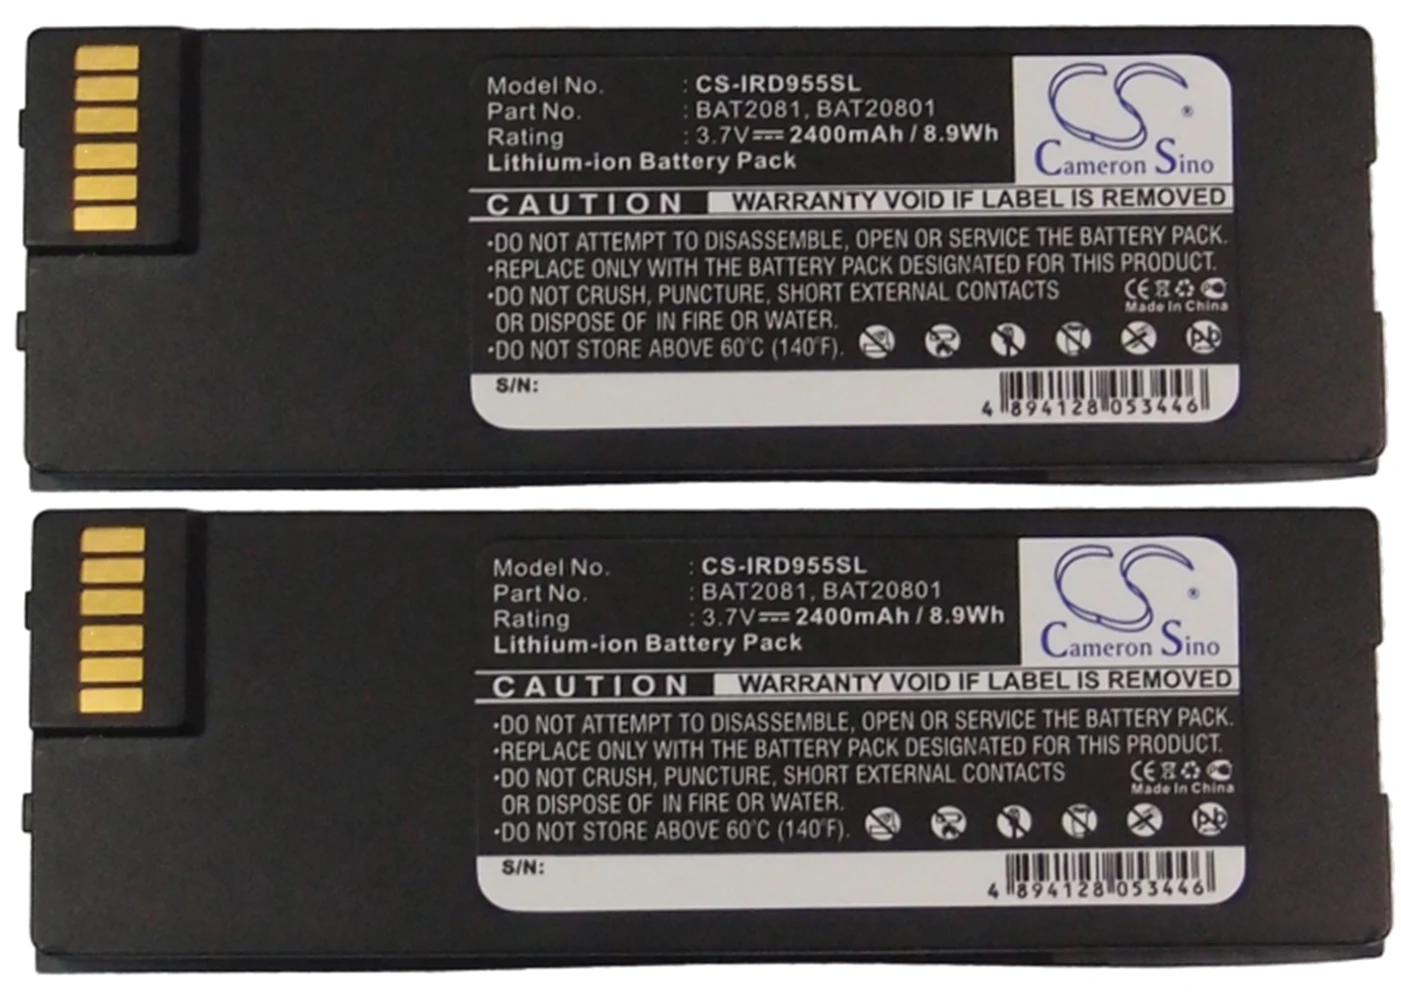 Model No. : CS-IRD955SL
Part No. : BAT2081, BAT20801
Rating : 3.7V 2400mAh / 8.9Wh
Lithium-ion Battery Pack
CS ®
Cameron Sino
CAUTION WARRANTY VOID IF LABEL IS REMOVED
•DO NOT ATTEMPT TO DISASSEMBLE, OPEN OR SERVICE THE BATTERY PACK.
•REPLACE ONLY WITH THE BATTERY PACK DESIGNATED FOR THIS PRODUCT.
•DO NOT CRUSH, PUNCTURE, SHORT EXTERNAL CONTACTS
OR DISPOSE OF IN FIRE OR WATER.
•DO NOT STORE ABOVE 60°C (140°F).
CE
Made In China
Pb
S/N:
4 894128 053446
Model No. : CS-IRD955SL
Part No. : BAT2081, BAT20801
Rating : 3.7V 2400mAh / 8.9Wh
Lithium-ion Battery Pack
CS ®
Cameron Sino
CAUTION WARRANTY VOID IF LABEL IS REMOVED
•DO NOT ATTEMPT TO DISASSEMBLE, OPEN OR SERVICE THE BATTERY PACK.
•REPLACE ONLY WITH THE BATTERY PACK DESIGNATED FOR THIS PRODUCT.
•DO NOT CRUSH, PUNCTURE, SHORT EXTERNAL CONTACTS
OR DISPOSE OF IN FIRE OR WATER.
•DO NOT STORE ABOVE 60°C (140°F).
CE
Made In China
Pb
S/N:
4 894128 053446